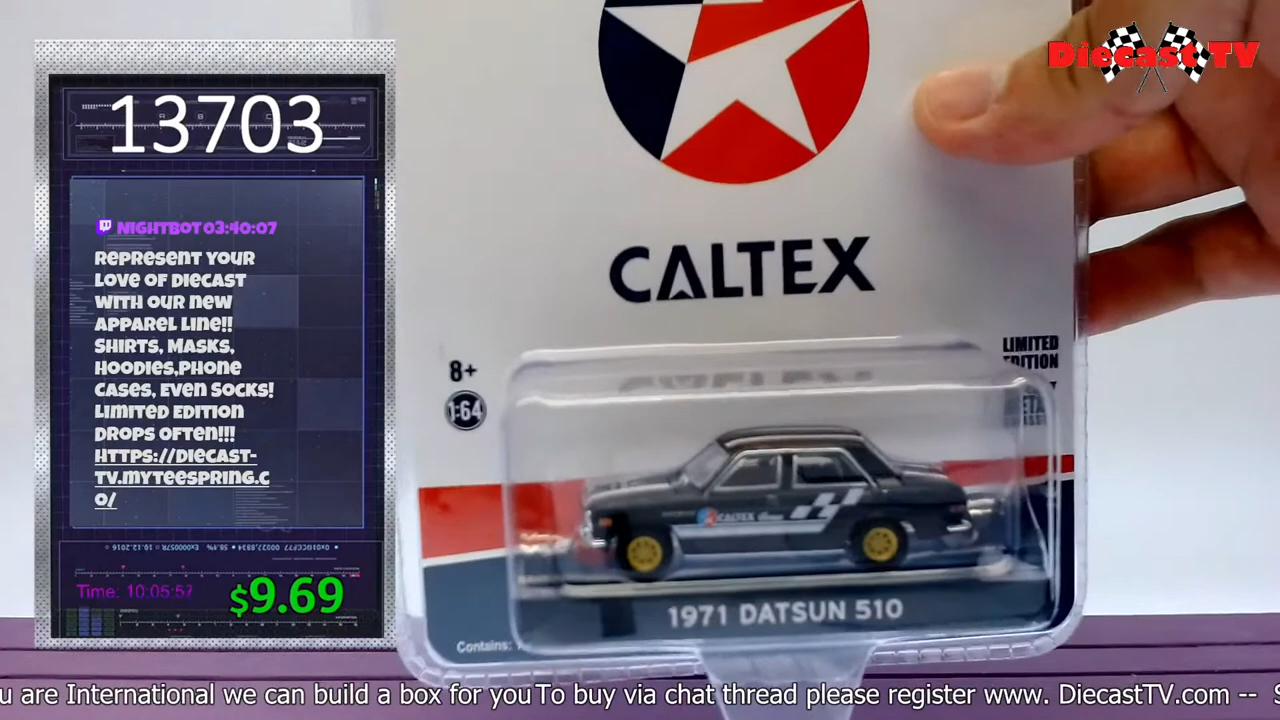 Diecast TV
13703
NIGHTBOT 03:40:07
Represent your
love of diecast
with our new
apparel line!!
Shirts, Masks,
Hoodies,Phone
Cases, Even Socks!
Limited Edition
drops often!!!
https://diecast-
tv.myteespring.c
o/
Time: 10:05:57
$9.69
CALTEX
LIMITED
EDITION
8+
1:64
CALTEX
1971 DATSUN 510
Contains:
u are International we can build a box for you To buy via chat thread please register www. DiecastTV.com --